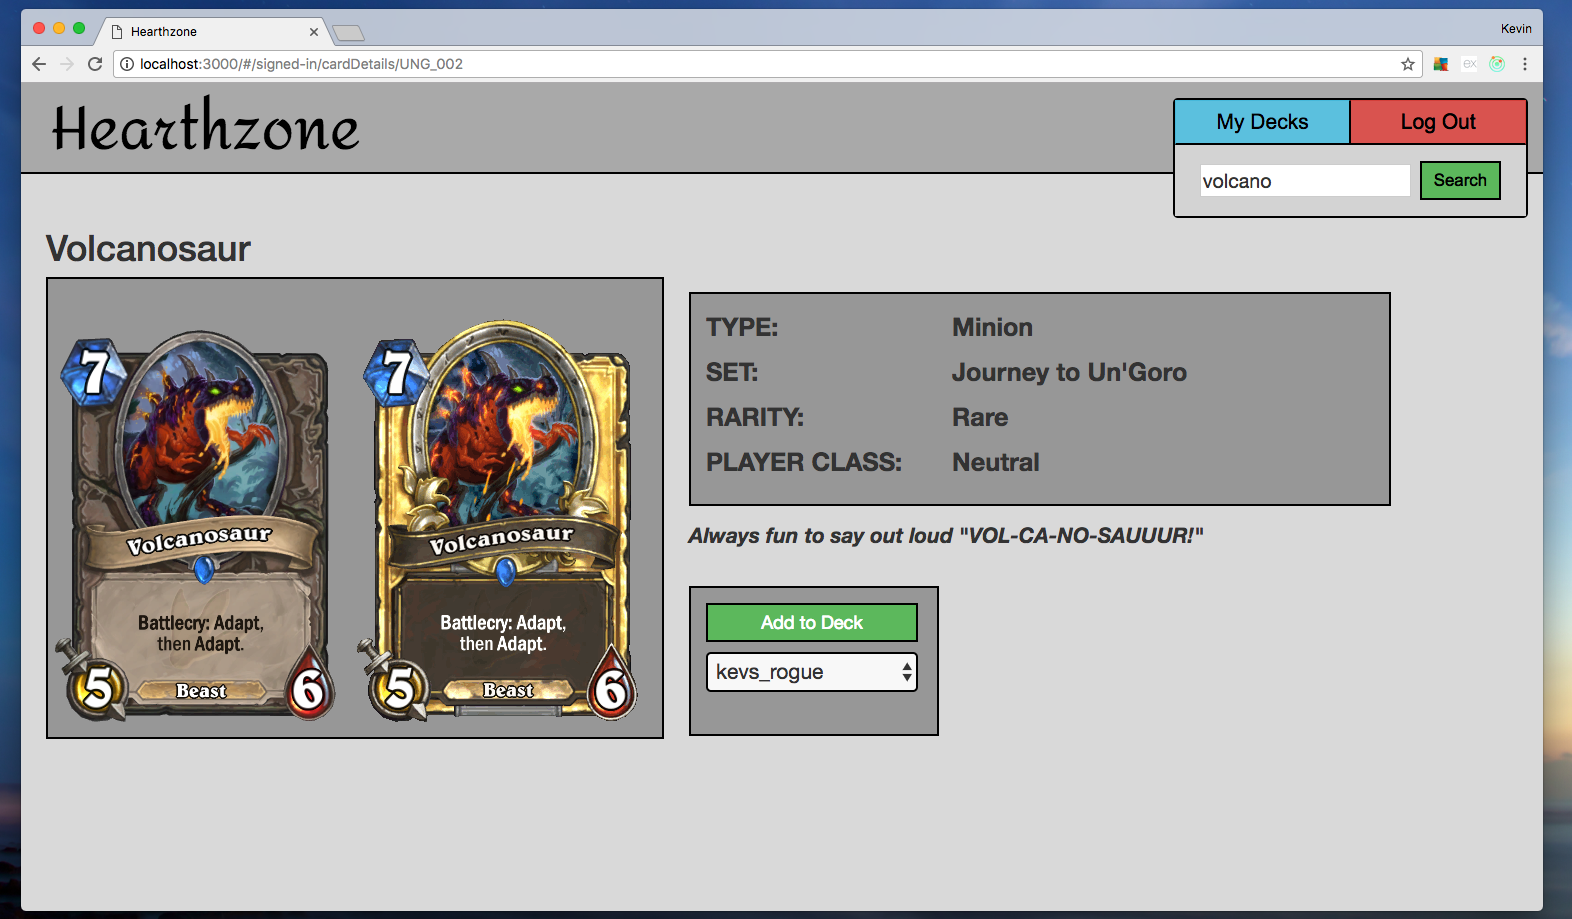 Hearthzone
Kevin
localhost:3000/#/signed-in/cardDetails/UNG_002
ex
Hearthzone
My Decks
Log Out
volcano
Search
Volcanosaur
7
Volcanosaur
Battlecry: Adapt,
then Adapt.
5
Beast
6
7
Volcanosaur
Battlecry: Adapt,
then Adapt.
5
Beast
6
TYPE: Minion
SET: Journey to Un'Goro
RARITY: Rare
PLAYER CLASS: Neutral
Always fun to say out loud "VOL-CA-NO-SAUUUR!"
Add to Deck
kevs_rogue